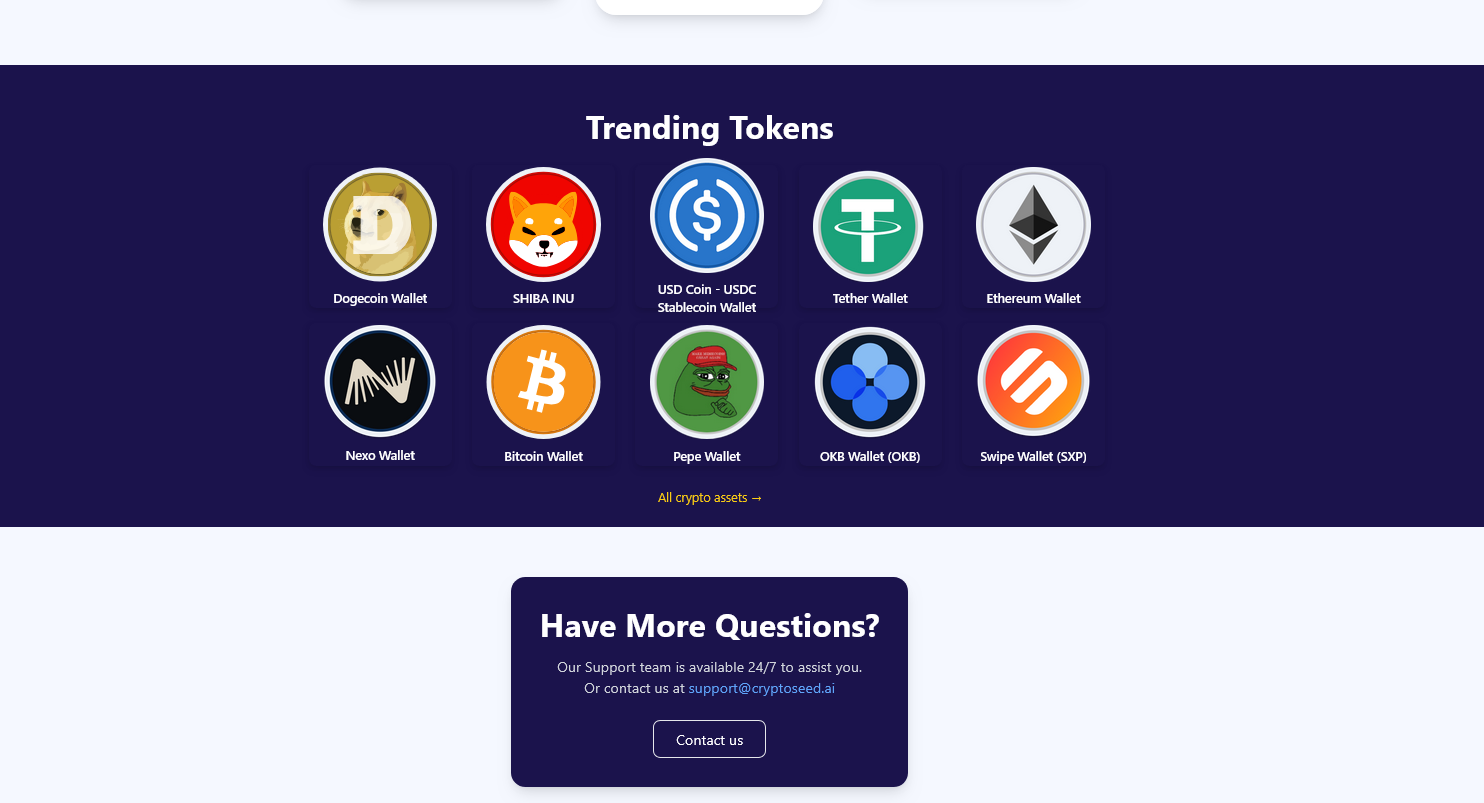 Trending Tokens
Dogecoin Wallet
SHIBA INU
USD Coin - USDC
Stablecoin Wallet
Tether Wallet
Ethereum Wallet
Nexo Wallet
Bitcoin Wallet
Pepe Wallet
OKB Wallet (OKB)
Swipe Wallet (SXP)
All crypto assets →
Have More Questions?
Our Support team is available 24/7 to assist you.
Or contact us at support@cryptoseed.ai
Contact us